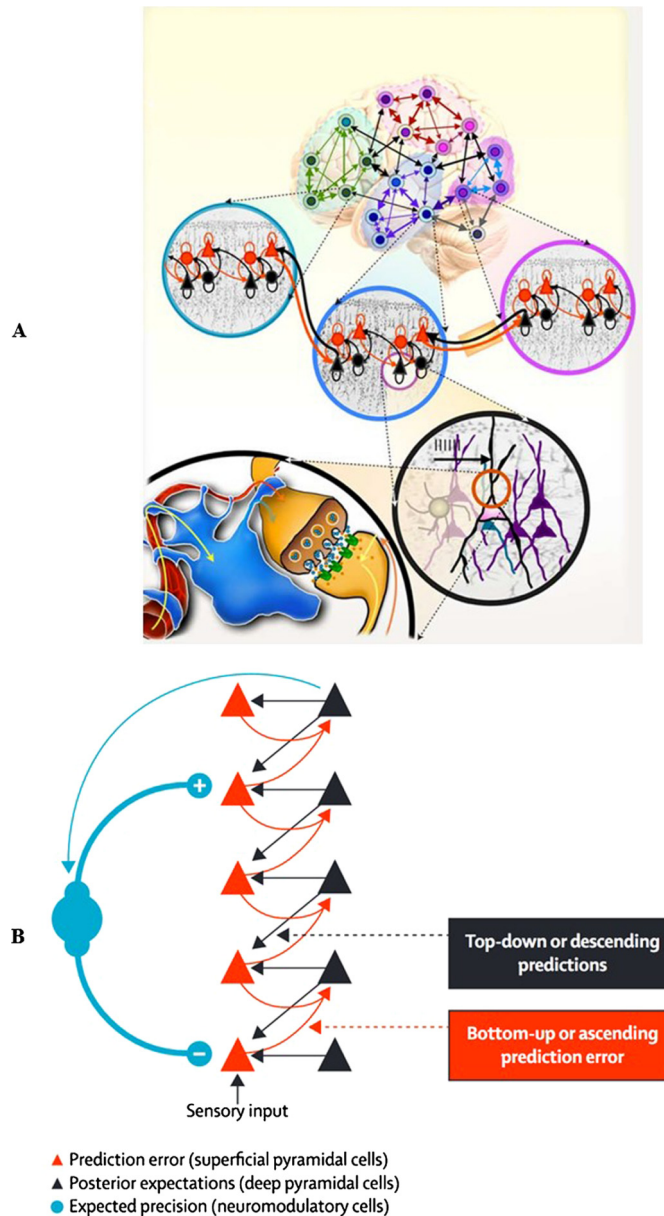 A
B
+
−
Top-down or descending
predictions
Bottom-up or ascending
prediction error
Sensory input
▲ Prediction error (superficial pyramidal cells)
▲ Posterior expectations (deep pyramidal cells)
● Expected precision (neuromodulatory cells)